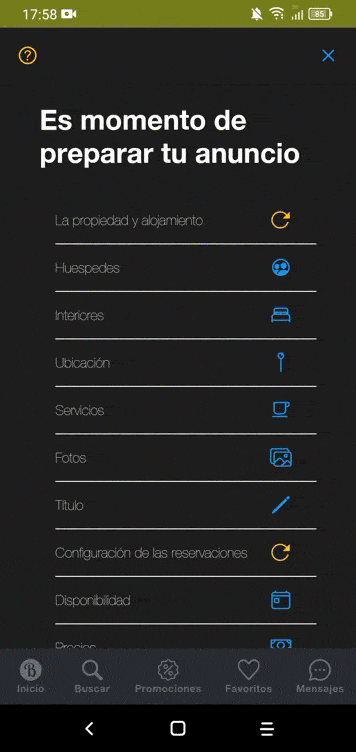 17:58
85
?
Es momento de
preparar tu anuncio
La propiedad y alojamiento
Huespedes
Interiores
Ubicación
Servicios
Fotos
Título
Configuración de las reservaciones
Disponibilidad
Precios
B
Inicio Buscar Promociones Favoritos Mensajes